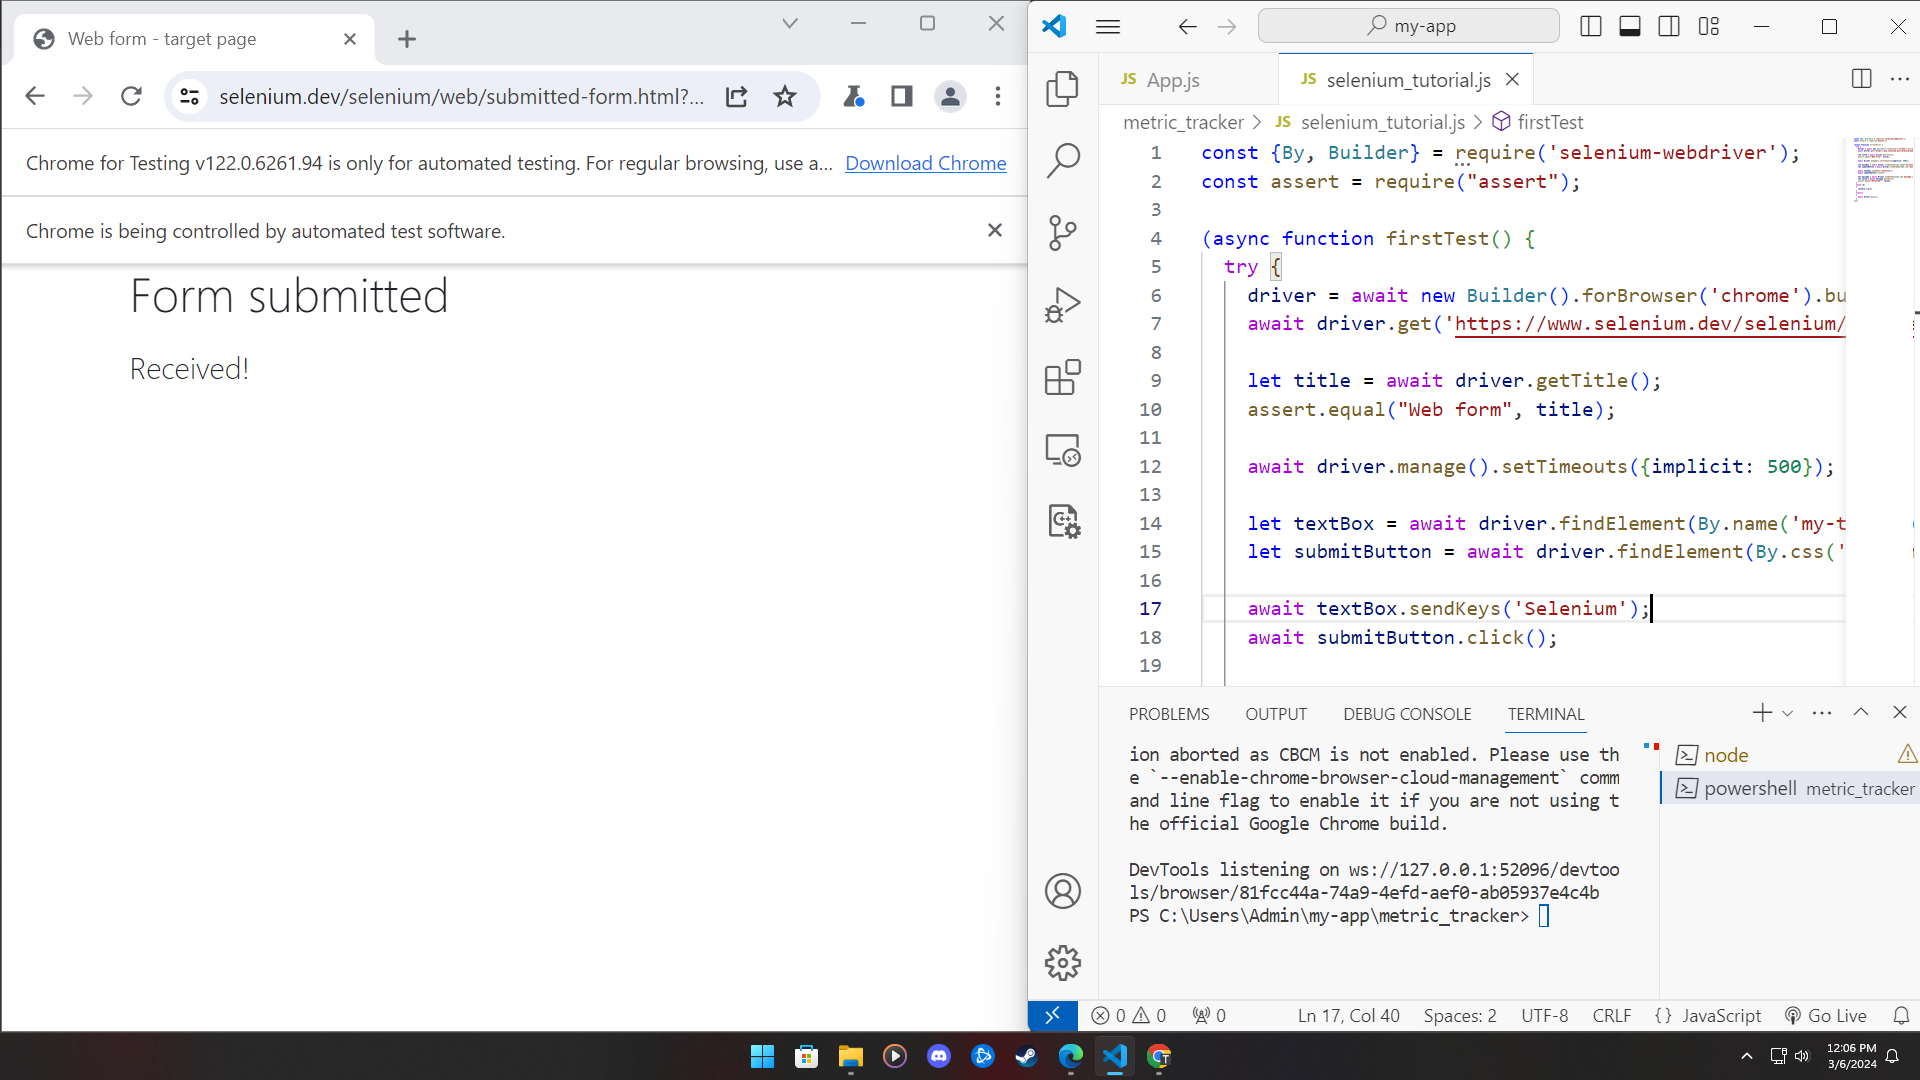 Web form - target page
selenium.dev/selenium/web/submitted-form.html?...
Chrome for Testing v122.0.6261.94 is only for automated testing. For regular browsing, use a... Download Chrome
Chrome is being controlled by automated test software.
Form submitted
Received!
my-app
JS App.js
JS selenium_tutorial.js
metric_tracker > JS selenium_tutorial.js > firstTest
1 const {By, Builder} = require('selenium-webdriver');
2 const assert = require("assert");
3
4 (async function firstTest() {
5 try {
6 driver = await new Builder().forBrowser('chrome').bu
7 await driver.get('https://www.selenium.dev/selenium/
8
9 let title = await driver.getTitle();
10 assert.equal("Web form", title);
11
12 await driver.manage().setTimeouts({implicit: 500});
13
14 let textBox = await driver.findElement(By.name('my-t
15 let submitButton = await driver.findElement(By.css('
16
17 await textBox.sendKeys('Selenium');
18 await submitButton.click();
19
PROBLEMS OUTPUT DEBUG CONSOLE TERMINAL
ion aborted as CBCM is not enabled. Please use th
e `--enable-chrome-browser-cloud-management` comm
and line flag to enable it if you are not using t
he official Google Chrome build.
DevTools listening on ws://127.0.0.1:52096/devtoo
ls/browser/81fcc44a-74a9-4efd-aef0-ab05937e4c4b
PS C:\Users\Admin\my-app\metric_tracker>
node
powershell metric_tracker
0 0 0 Ln 17, Col 40 Spaces: 2 UTF-8 CRLF {} JavaScript Go Live
12:06 PM
3/6/2024